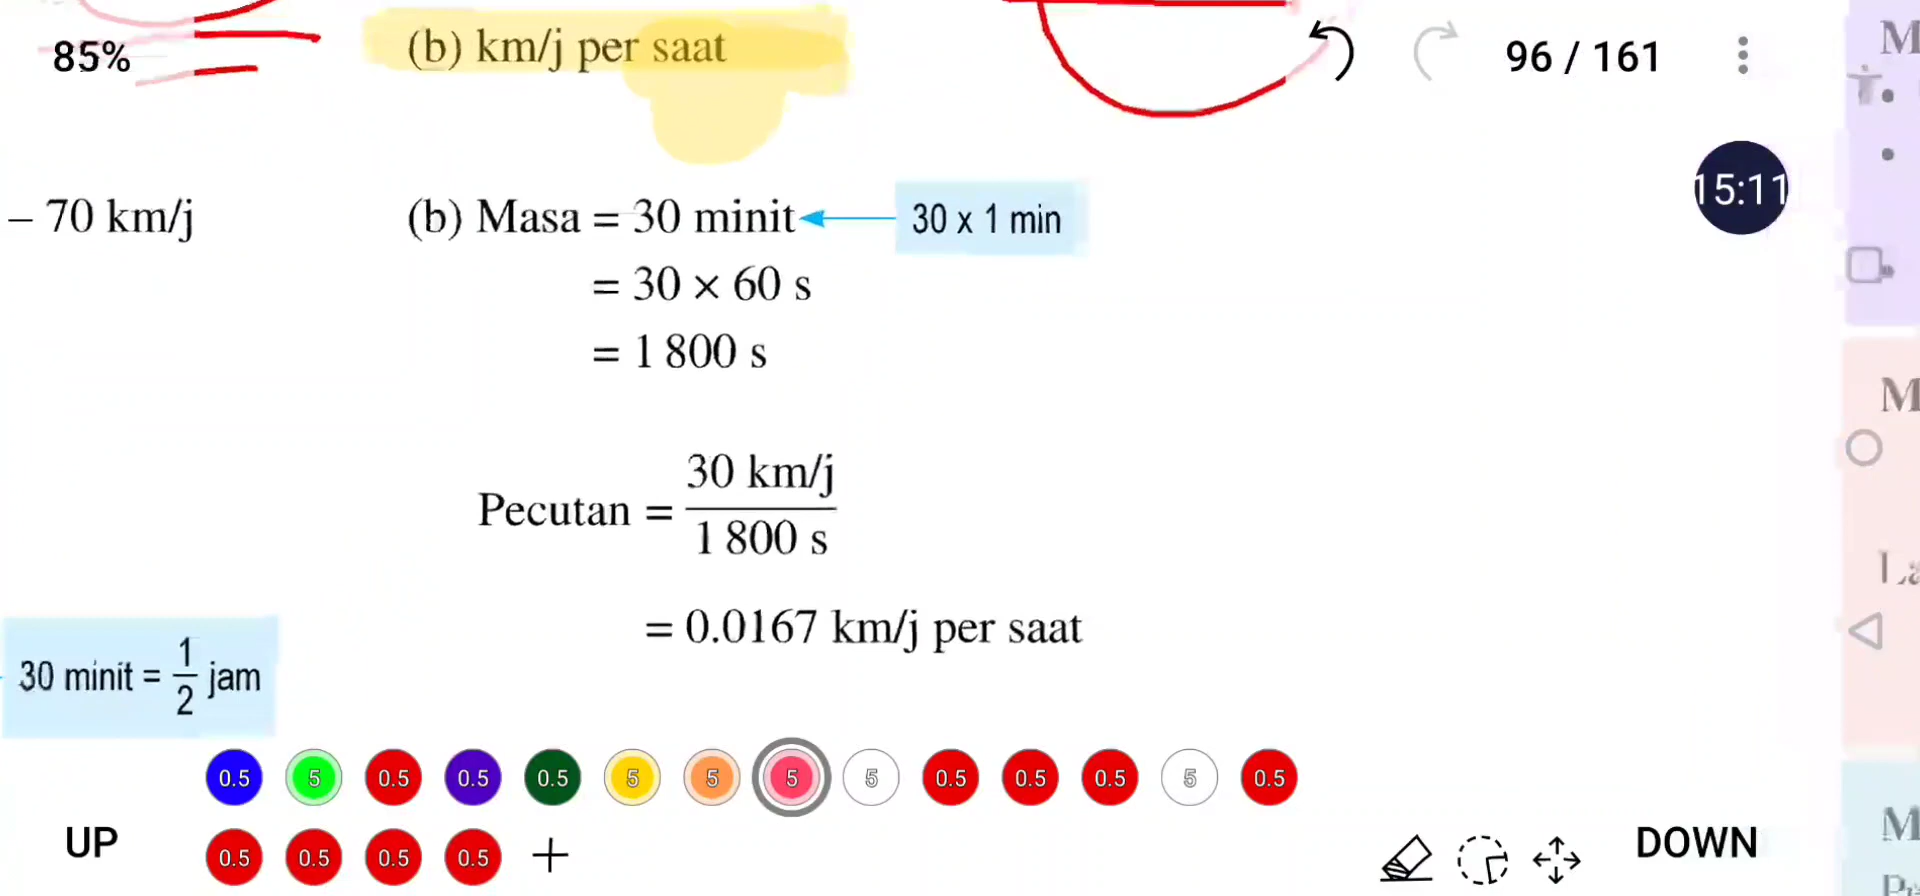 85%
(b) km/j per saat
96 / 161
15:11
– 70 km/j
(b) Masa = 30 minit
30 x 1 min
= 30 × 60 s
= 1 800 s
Pecutan = 30 km/j / 1 800 s
= 0.0167 km/j per saat
30 minit = 1/2 jam
0.5 5 0.5 0.5 0.5 5 5 5 5 0.5 0.5 0.5 5 0.5
UP
0.5 0.5 0.5 0.5 +
DOWN
M
M
M